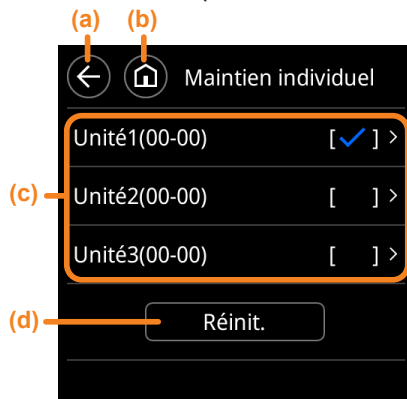 (a) (b)
Maintien individuel
Unité1(00-00) [✓] >
(c) Unité2(00-00) [ ] >
Unité3(00-00) [ ] >
(d) Réinit.